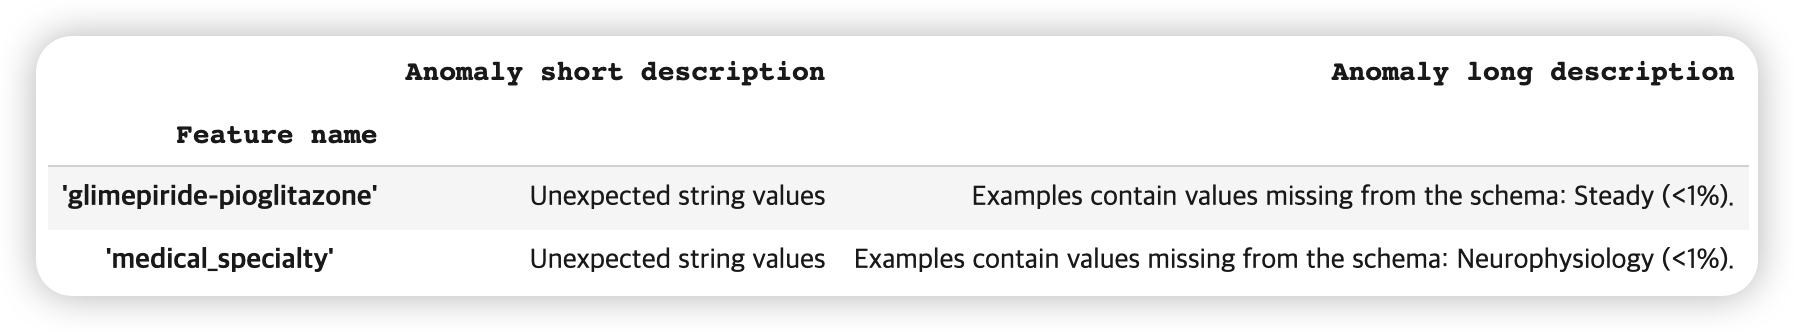 Anomaly short description Anomaly long description
Feature name
'glimepiride-pioglitazone' Unexpected string values Examples contain values missing from the schema: Steady (<1%).
'medical_specialty' Unexpected string values Examples contain values missing from the schema: Neurophysiology (<1%).